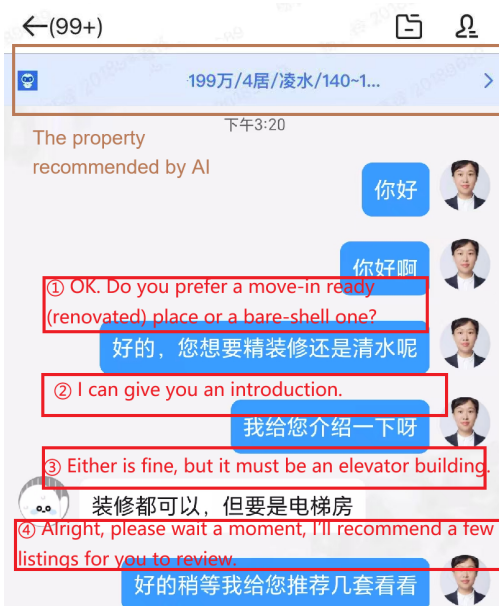 (99+)
199万/4居/凌水/140~1...
下午3:20
The property
recommended by AI
你好
你好啊
① OK. Do you prefer a move-in ready
(renovated) place or a bare-shell one?
好的，您想要精装修还是清水呢
② I can give you an introduction.
我给您介绍一下呀
③ Either is fine, but it must be an elevator building.
装修都可以，但要是电梯房
④ Alright, please wait a moment, I'll recommend a few
listings for you to review.
好的稍等我给您推荐几套看看